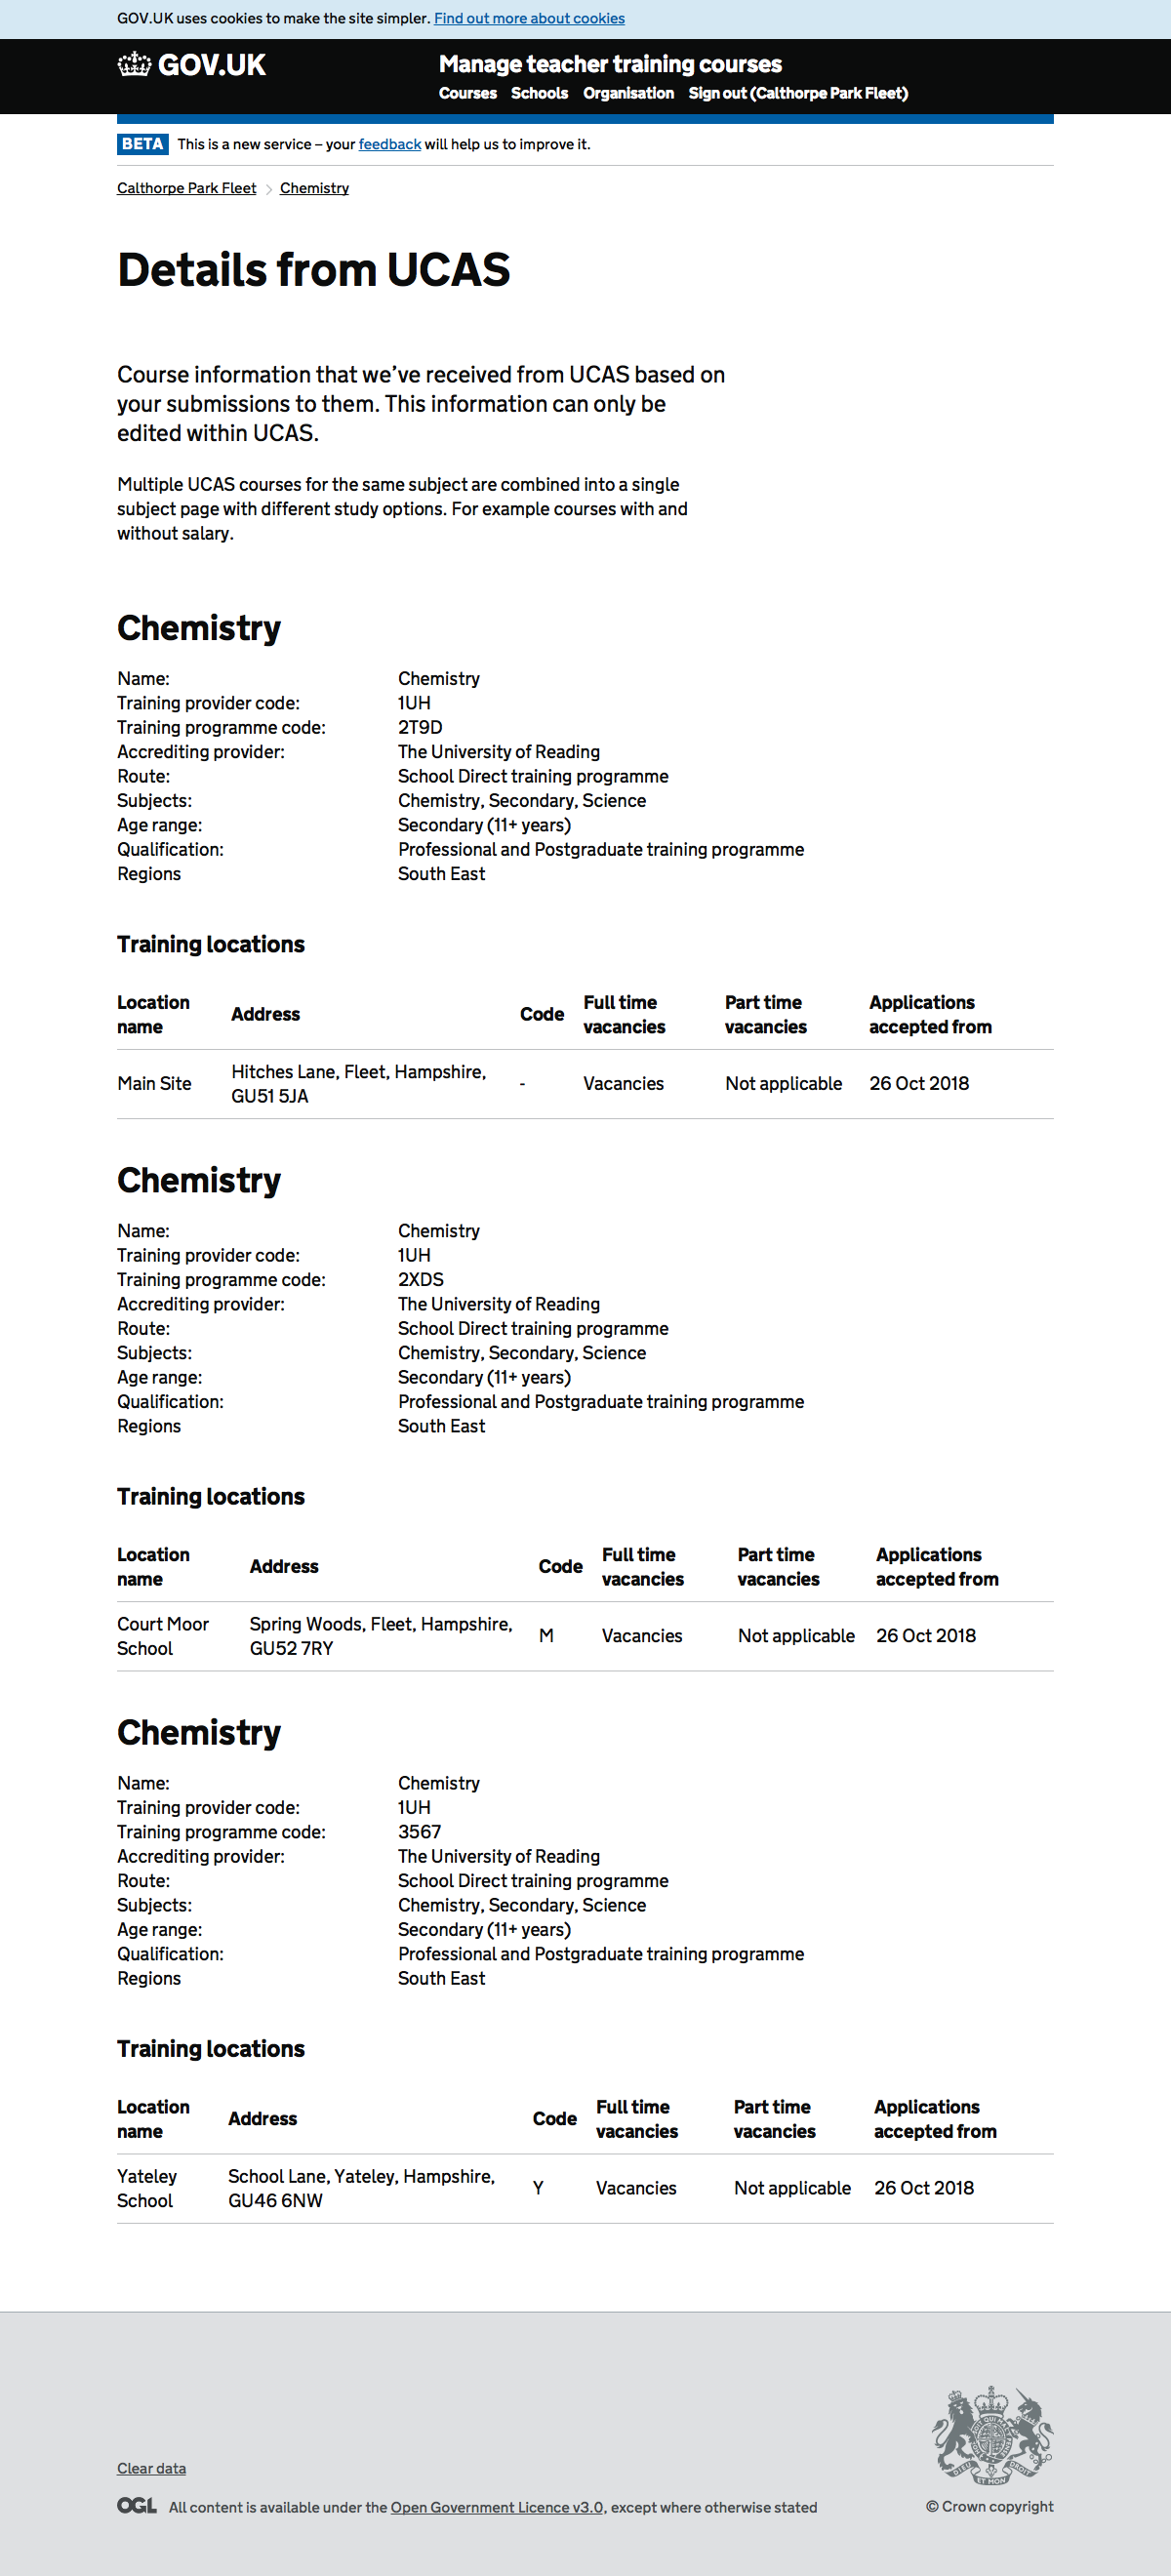 GOV.UK uses cookies to make the site simpler. Find out more about cookies
GOV.UK
Manage teacher training courses
Courses Schools Organisation Sign out (Calthorpe Park Fleet)
BETA This is a new service – your feedback will help us to improve it.
Calthorpe Park Fleet > Chemistry
Details from UCAS
Course information that we’ve received from UCAS based on
your submissions to them. This information can only be
edited within UCAS.
Multiple UCAS courses for the same subject are combined into a single
subject page with different study options. For example courses with and
without salary.
Chemistry
Name: Chemistry
Training provider code: 1UH
Training programme code: 2T9D
Accrediting provider: The University of Reading
Route: School Direct training programme
Subjects: Chemistry, Secondary, Science
Age range: Secondary (11+ years)
Qualification: Professional and Postgraduate training programme
Regions South East
Training locations
Location name Address Code Full time vacancies Part time vacancies Applications accepted from
Main Site Hitches Lane, Fleet, Hampshire, GU51 5JA - Vacancies Not applicable 26 Oct 2018
Chemistry
Name: Chemistry
Training provider code: 1UH
Training programme code: 2XDS
Accrediting provider: The University of Reading
Route: School Direct training programme
Subjects: Chemistry, Secondary, Science
Age range: Secondary (11+ years)
Qualification: Professional and Postgraduate training programme
Regions South East
Training locations
Location name Address Code Full time vacancies Part time vacancies Applications accepted from
Court Moor School Spring Woods, Fleet, Hampshire, GU52 7RY M Vacancies Not applicable 26 Oct 2018
Chemistry
Name: Chemistry
Training provider code: 1UH
Training programme code: 3567
Accrediting provider: The University of Reading
Route: School Direct training programme
Subjects: Chemistry, Secondary, Science
Age range: Secondary (11+ years)
Qualification: Professional and Postgraduate training programme
Regions South East
Training locations
Location name Address Code Full time vacancies Part time vacancies Applications accepted from
Yateley School School Lane, Yateley, Hampshire, GU46 6NW Y Vacancies Not applicable 26 Oct 2018
Clear data
OGL All content is available under the Open Government Licence v3.0, except where otherwise stated
DIEU ET MON DROIT
© Crown copyright